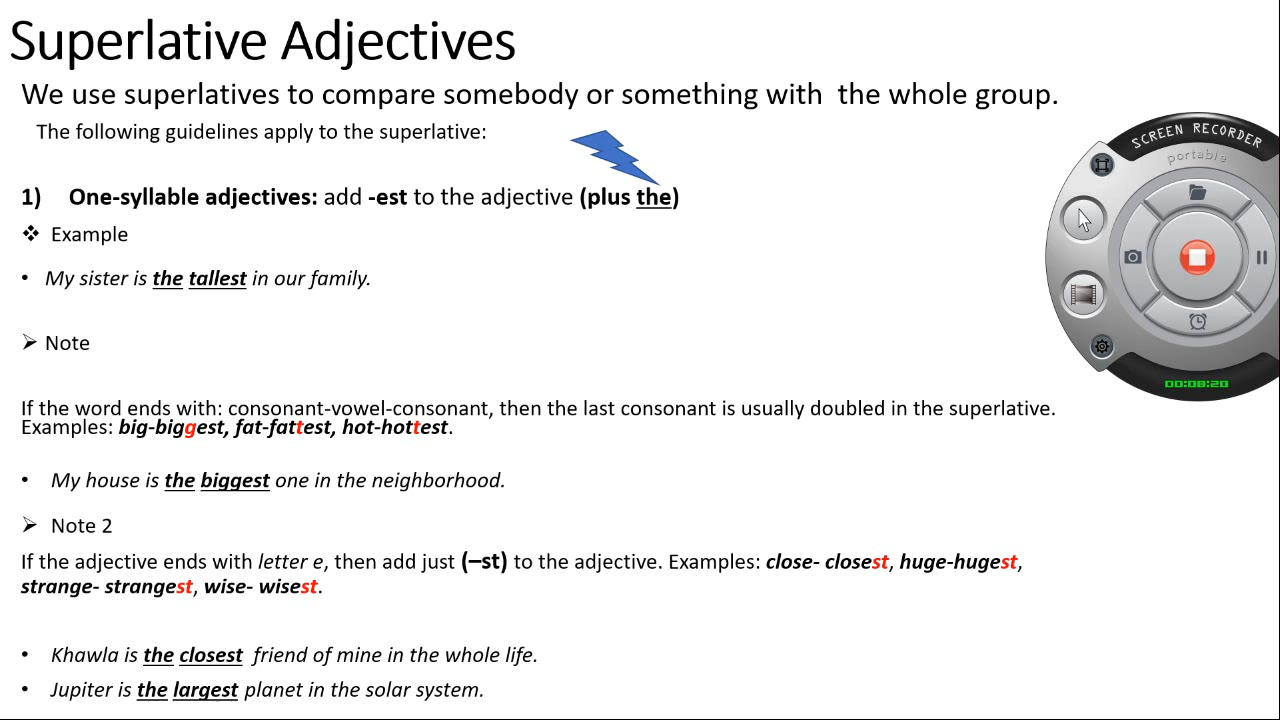 Superlative Adjectives
We use superlatives to compare somebody or something with the whole group.
The following guidelines apply to the superlative:
1) One-syllable adjectives: add -est to the adjective (plus the)
❖ Example
• My sister is the tallest in our family.
➢ Note
If the word ends with: consonant-vowel-consonant, then the last consonant is usually doubled in the superlative.
Examples: big-biggest, fat-fattest, hot-hottest.
• My house is the biggest one in the neighborhood.
➢ Note 2
If the adjective ends with letter e, then add just (–st) to the adjective. Examples: close- closest, huge-hugest,
strange- strangest, wise- wisest.
• Khawla is the closest friend of mine in the whole life.
• Jupiter is the largest planet in the solar system.
SCREEN RECORDER
portable
00:08:20